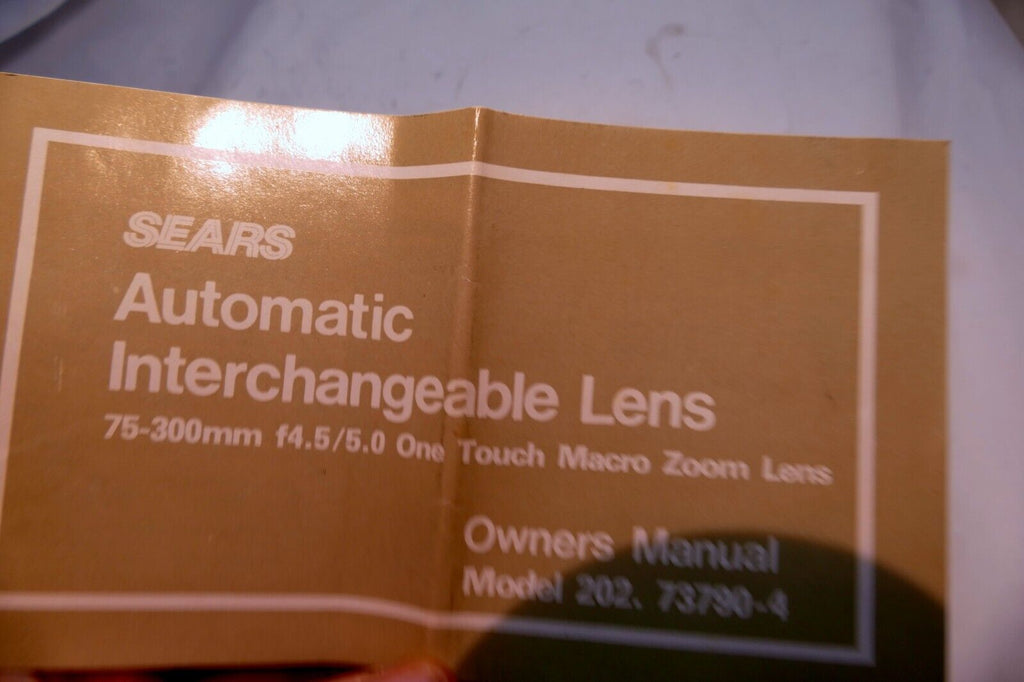 SEARS
Automatic
Interchangeable Lens
75-300mm f4.5/5.0 One Touch Macro Zoom Lens
Owners Manual
Model 202. 73790-4